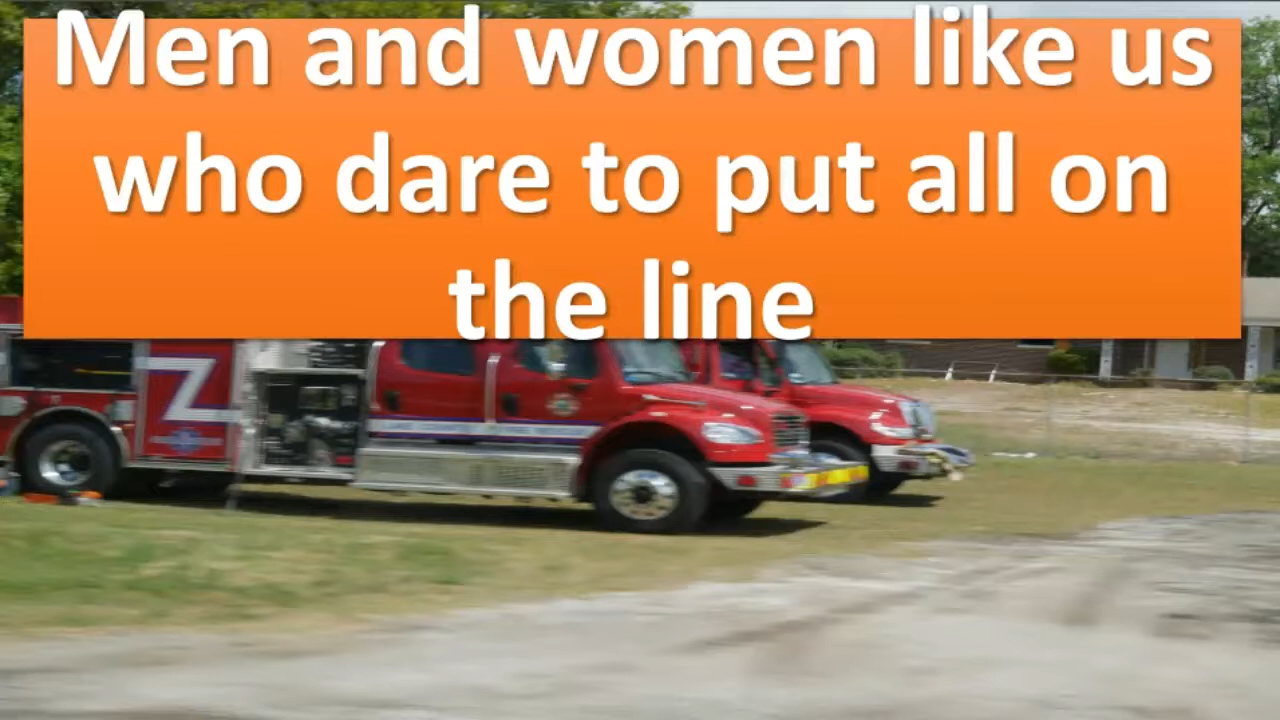 Men and women like us
who dare to put all on
the line